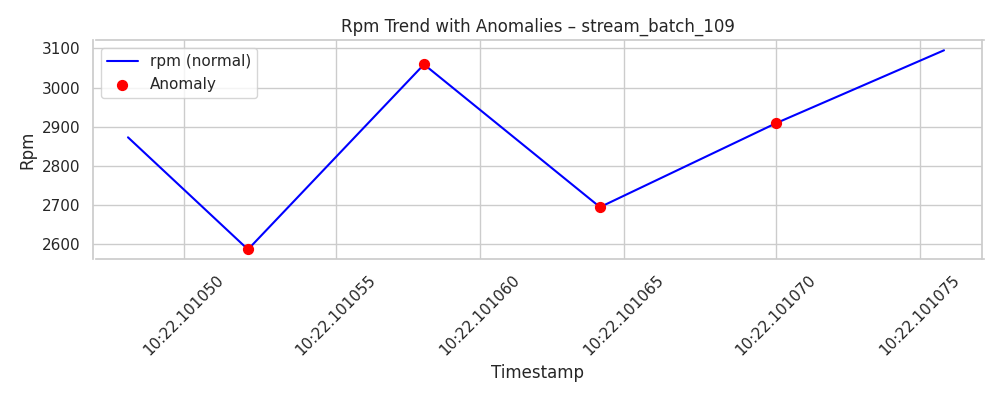 Rpm Trend with Anomalies – stream_batch_109
rpm (normal)
Anomaly
Rpm
3100
3000
2900
2800
2700
2600
10:22.101050
10:22.101055
10:22.101060
10:22.101065
10:22.101070
10:22.101075
Timestamp